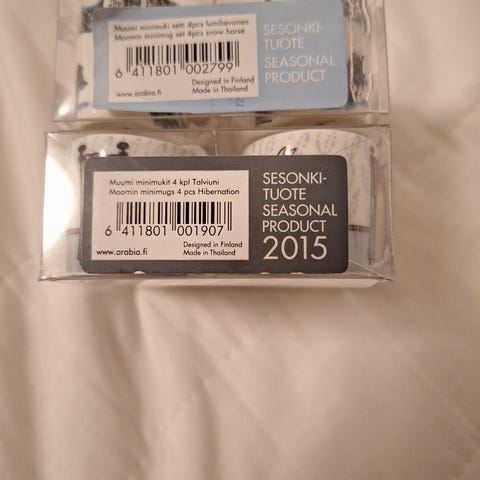 Muumi minimuki setti 4pcs lumihevonen
Moomin minimug set 4pcs snow horse
6 411801 002799
Designed in Finland
Made in Thailand
www.arabia.fi
SESONKI-
TUOTE
SEASONAL
PRODUCT
Muumi minimukit 4 kpl Talviuni
Moomin minimugs 4 pcs Hibernation
6 411801 001907
Designed in Finland
Made in Thailand
www.arabia.fi
SESONKI-
TUOTE
SEASONAL
PRODUCT
2015